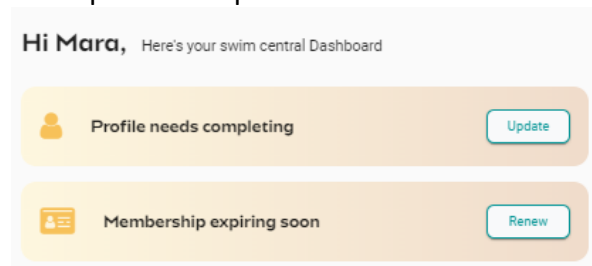 Hi Mara, Here's your swim central Dashboard
Profile needs completing Update
Membership expiring soon Renew